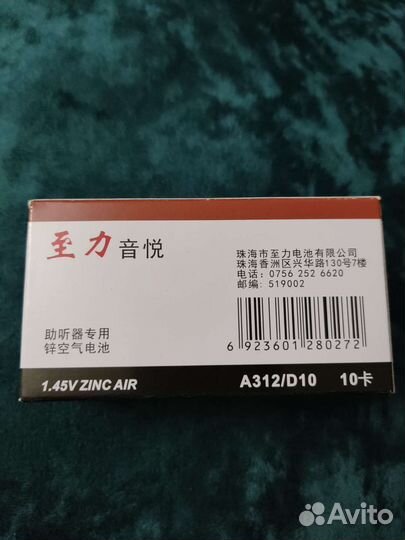 至力 音悦
珠海市至力电池有限公司
珠海香洲区兴华路130号7楼
电话：0756 252 6620
邮编：519002
助听器专用
锌空气电池
6 923601 280272
1.45V ZINC AIR
A312/D10 10卡
Avito